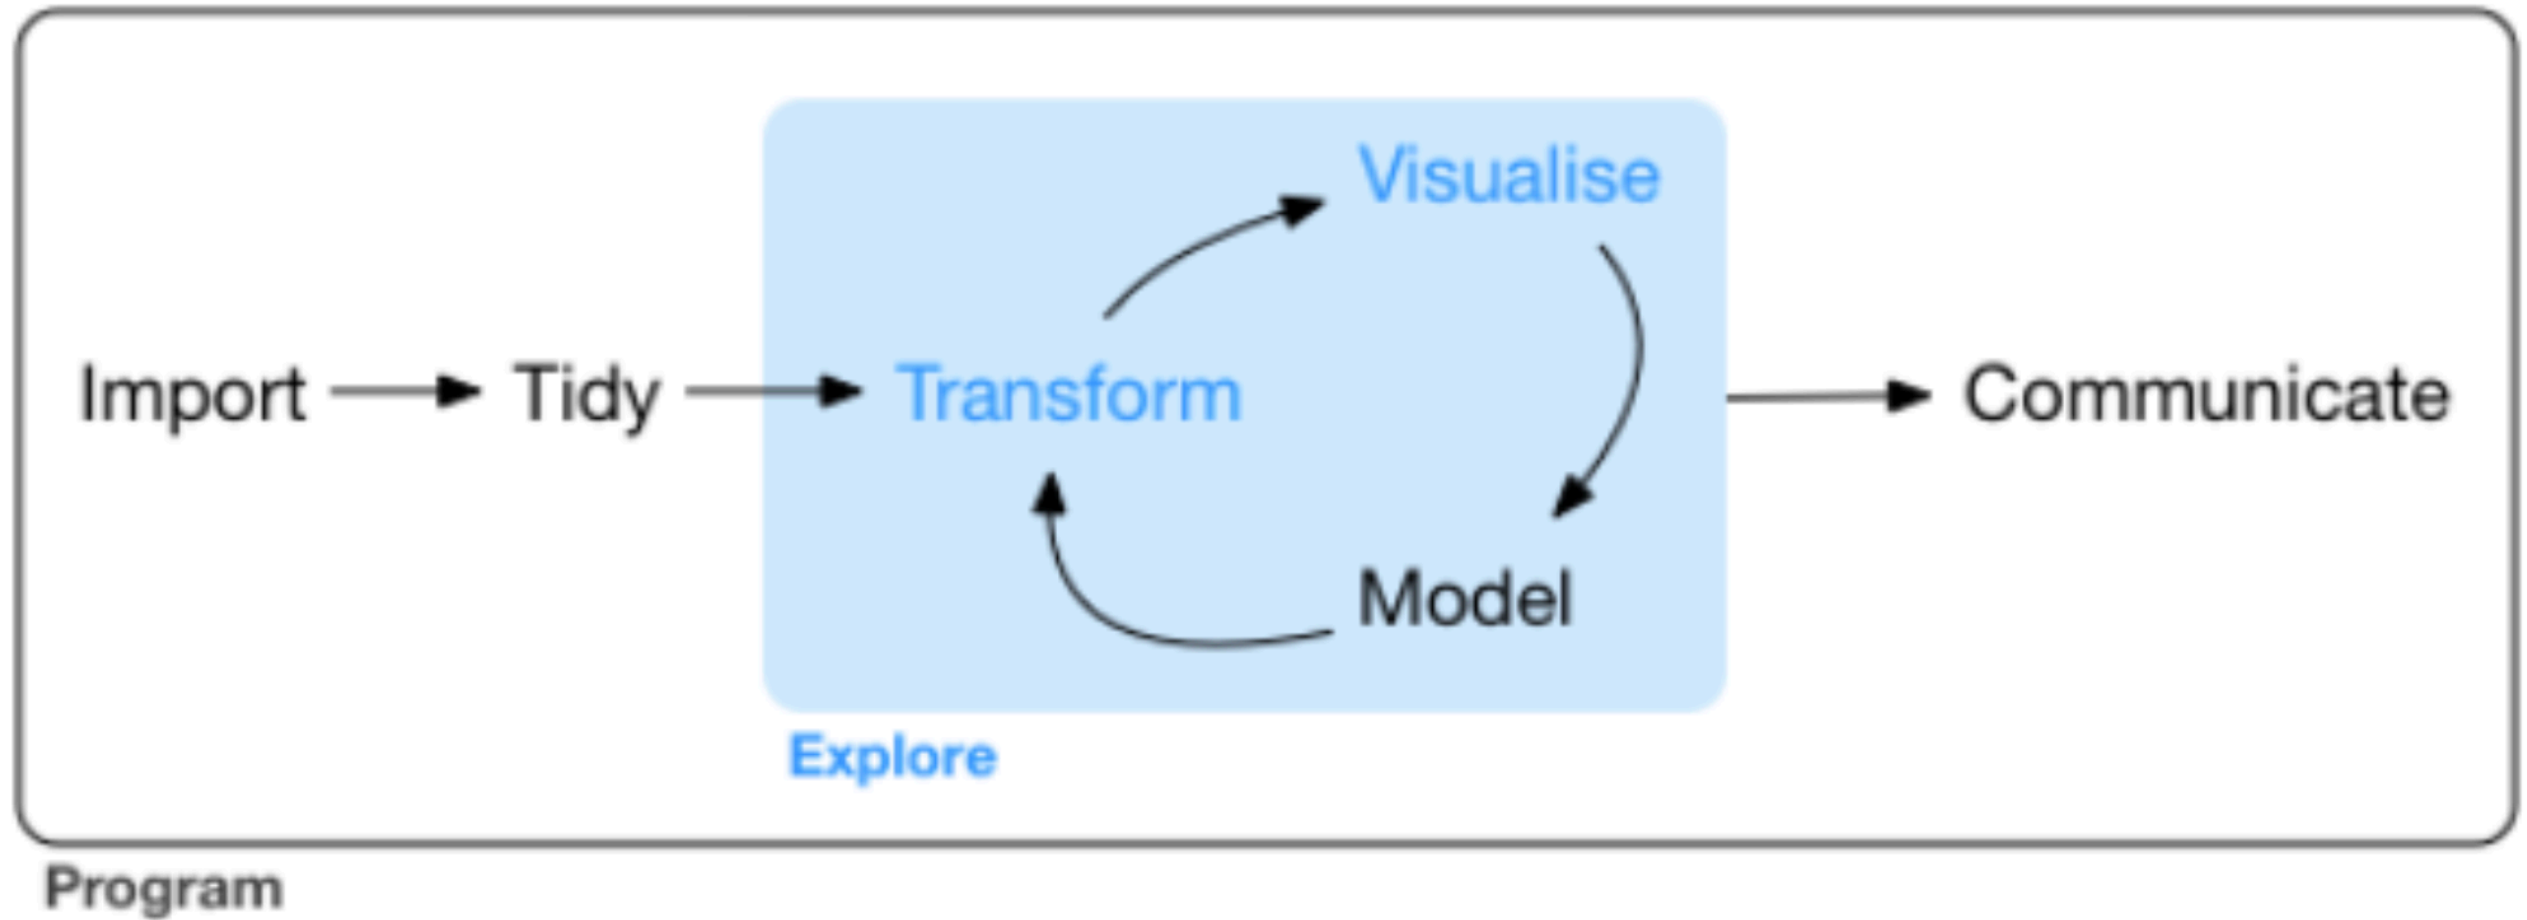 Visualise
Import Tidy Transform Communicate
Model
Explore
Program